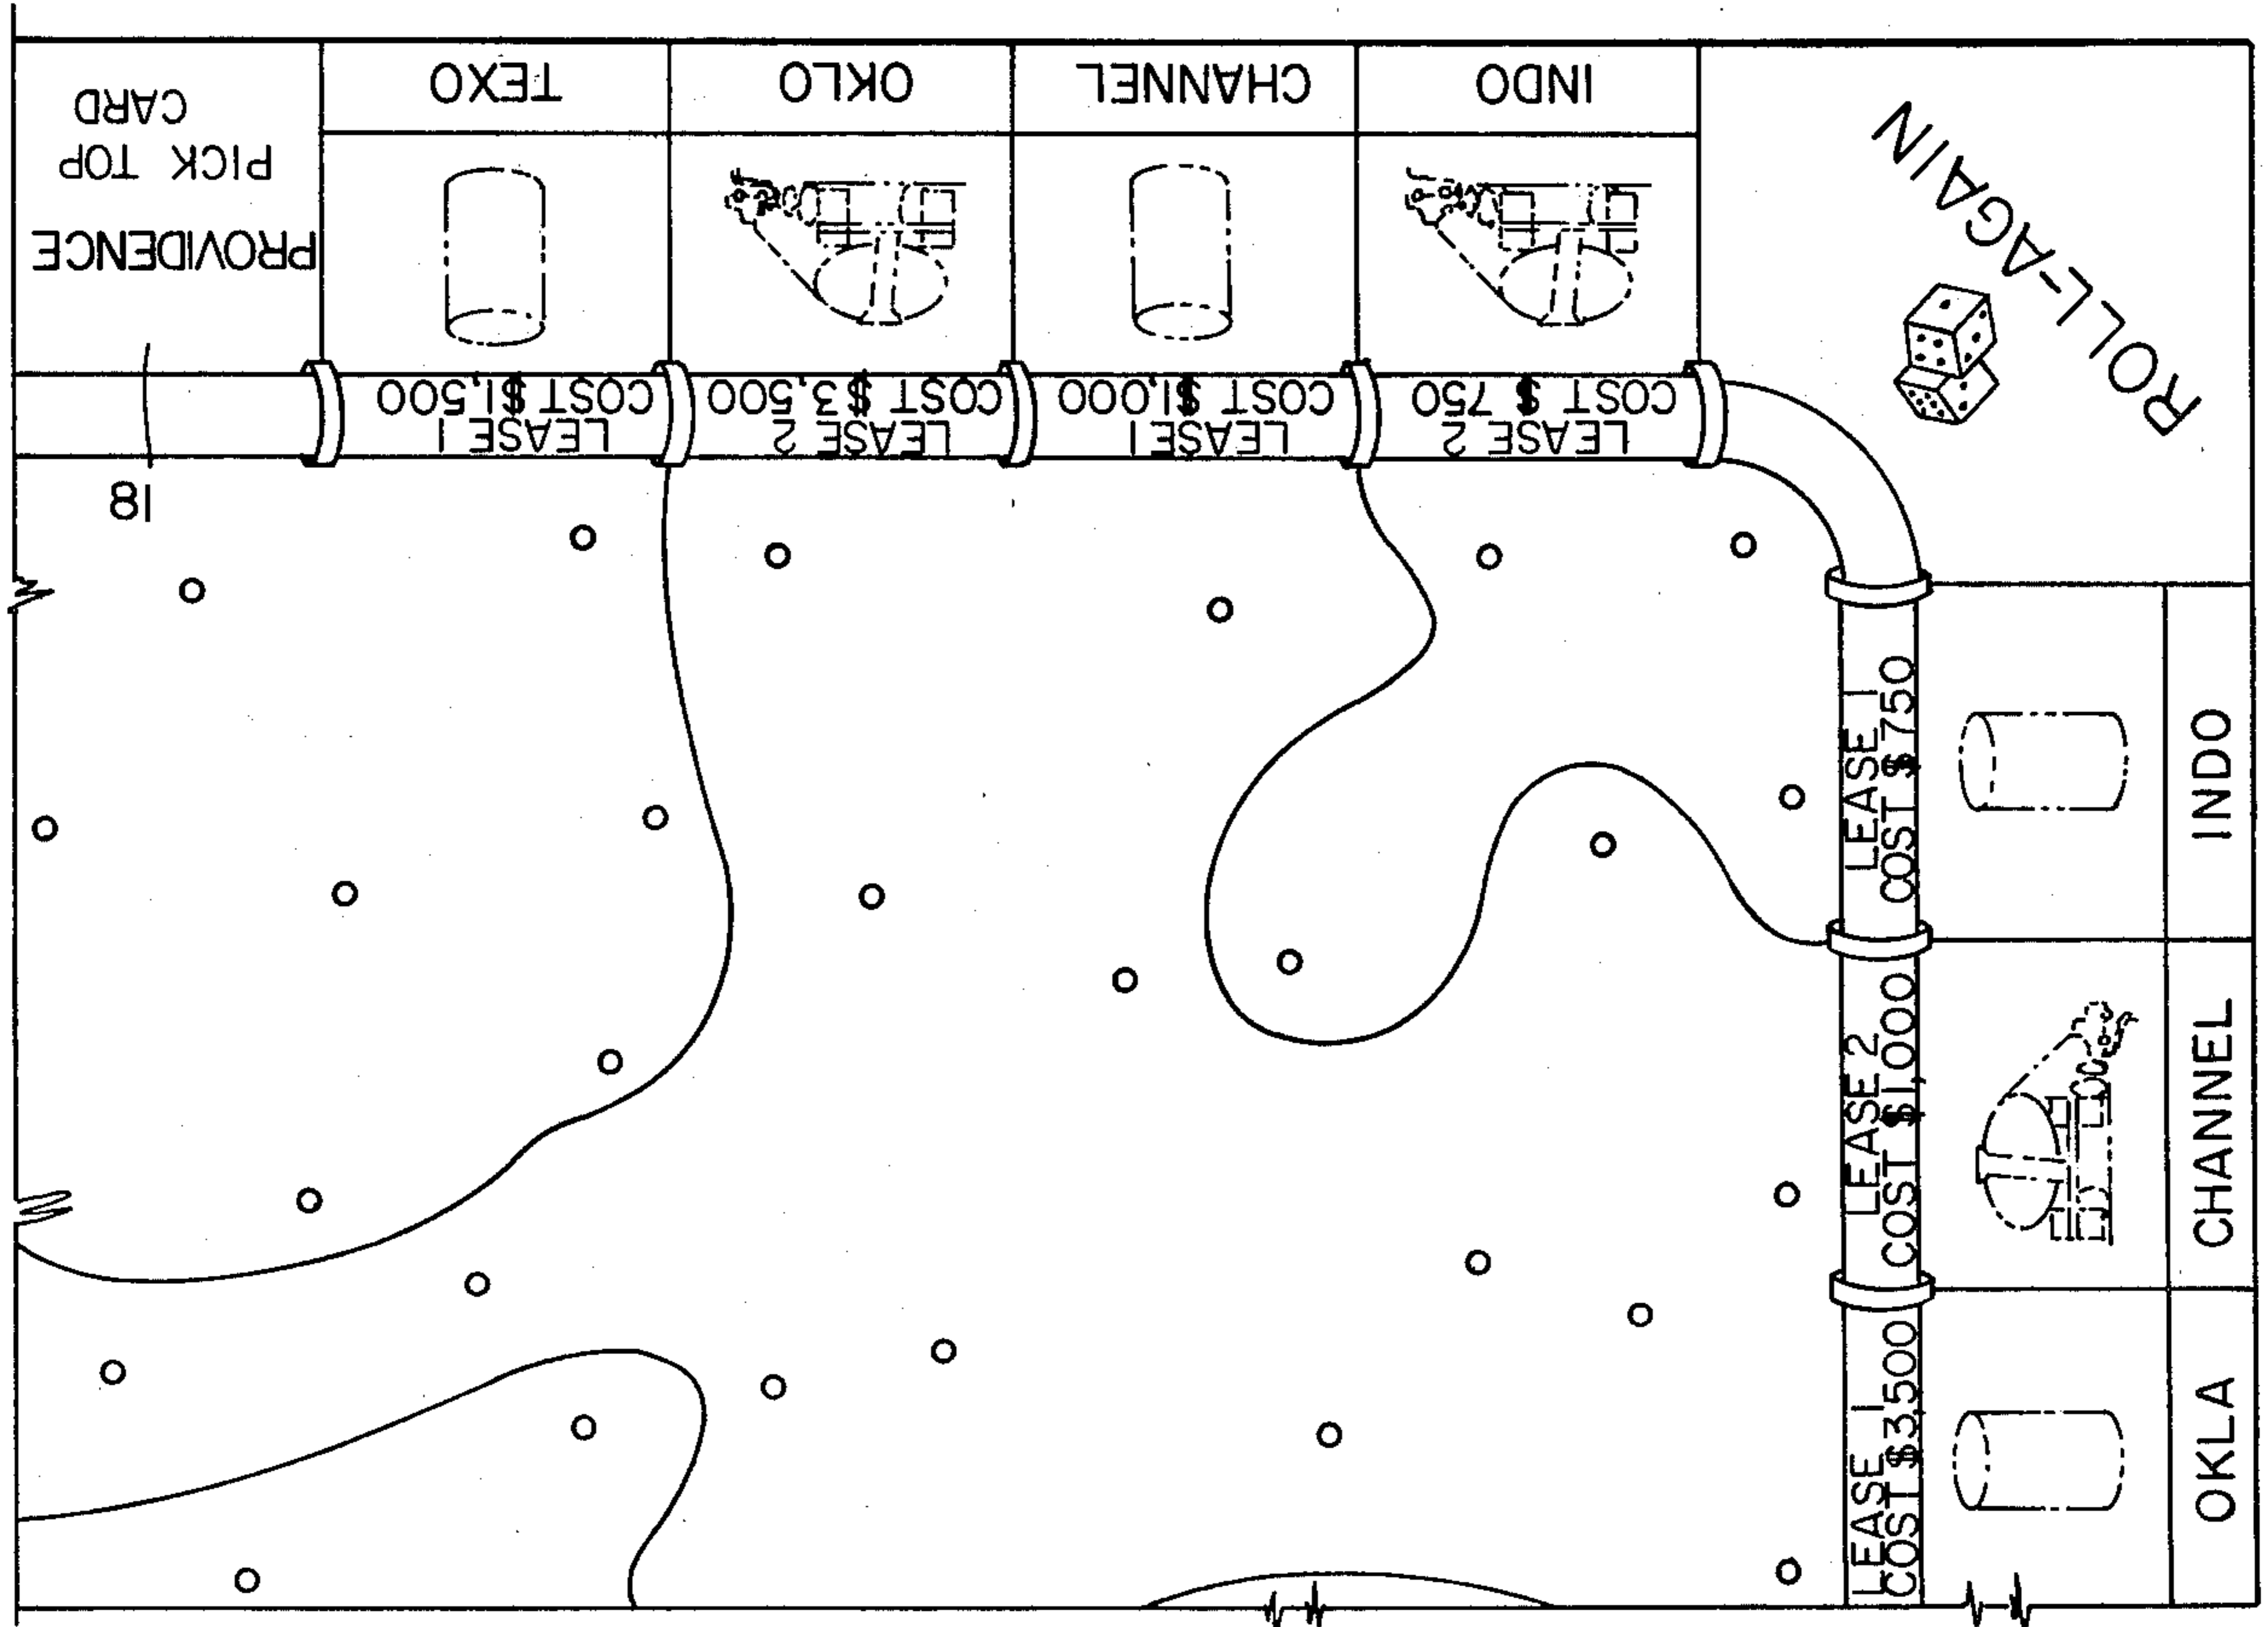 PROVIDENCE
PICK TOP
CARD
TEXO
LEASE 1
COST $1,500
OKLO
LEASE 2
COST $3,500
CHANNEL
LEASE 1
COST $1,000
INDO
LEASE 2
COST $750
ROLL-AGAIN
18
LEASE 1
COST $750
INDO
LEASE 2
COST $1,000
CHANNEL
LEASE 1
COST $3,500
OKLA